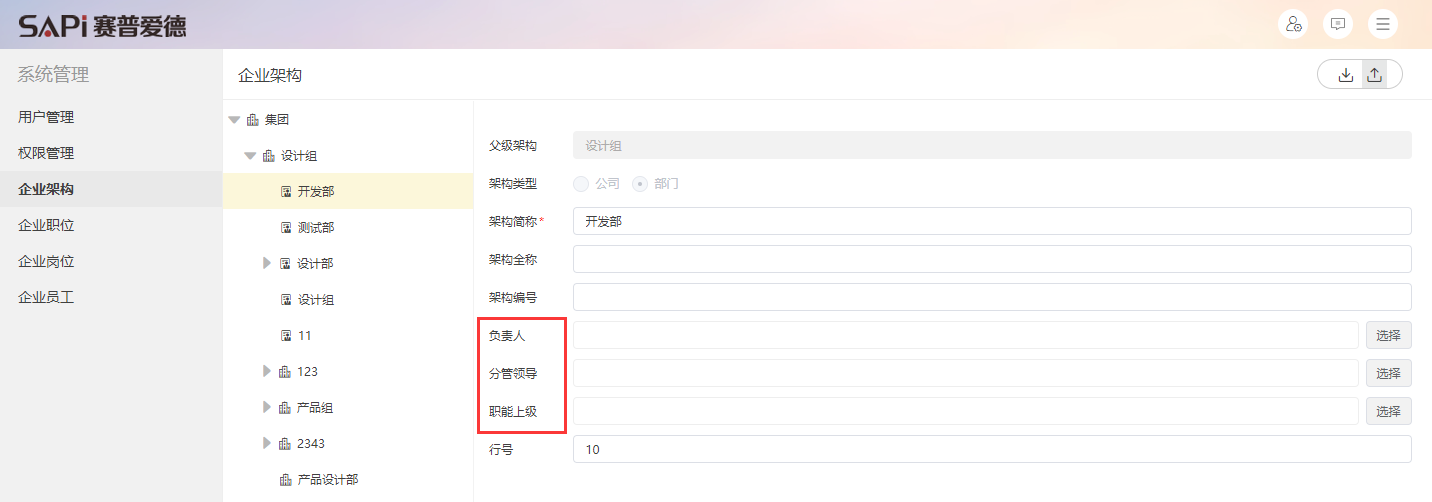 SAPi 赛普爱德
系统管理
用户管理
权限管理
企业架构
企业职位
企业岗位
企业员工
企业架构
集团
设计组
开发部
测试部
设计部
设计组
11
123
产品组
2343
产品设计部
父级架构 设计组
架构类型 公司 部门
架构简称* 开发部
架构全称
架构编号
负责人 选择
分管领导 选择
职能上级 选择
行号 10